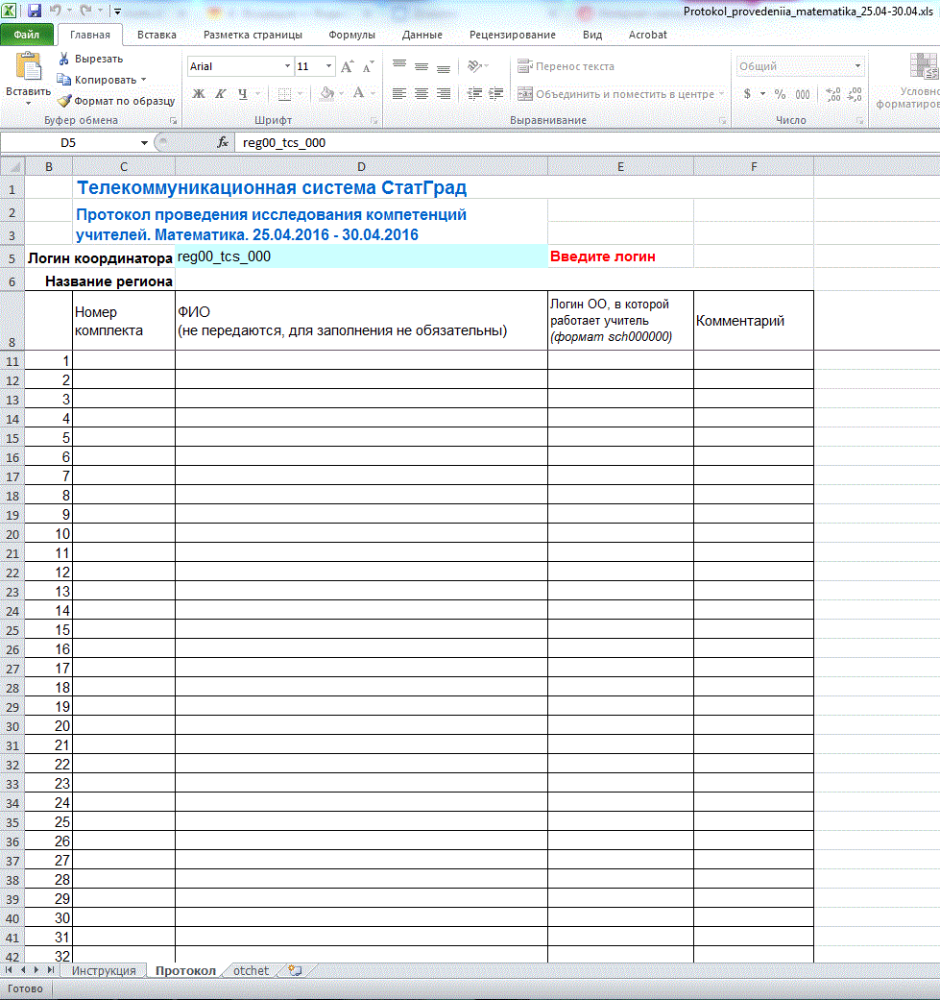 Protokol_provedeniia_matematika_25.04-30.04.xls
Файл Главная Вставка Разметка страницы Формулы Данные Рецензирование Вид Acrobat
Вставить
Вырезать
Копировать
Формат по образцу
Буфер обмена
Arial 11
Ж К Ч
Шрифт
Перенос текста
Объединить и поместить в центре
Выравнивание
Общий
$ % 000
Число
Условно
форматиров
D5 fx reg00_tcs_000
B C D E F
1 Телекоммуникационная система СтатГрад
2 Протокол проведения исследования компетенций
3 учителей. Математика. 25.04.2016 - 30.04.2016
5 Логин координатора reg00_tcs_000 Введите логин
6 Название региона
8
Номер
комплекта
ФИО
(не передаются, для заполнения не обязательны)
Логин ОО, в которой
работает учитель
(формат sch000000)
Комментарий
11 1
12 2
13 3
14 4
15 5
16 6
17 7
18 8
19 9
20 10
21 11
22 12
23 13
24 14
25 15
26 16
27 17
28 18
29 19
30 20
31 21
32 22
33 23
34 24
35 25
36 26
37 27
38 28
39 29
40 30
41 31
42 32
Инструкция Протокол otchet
Готово